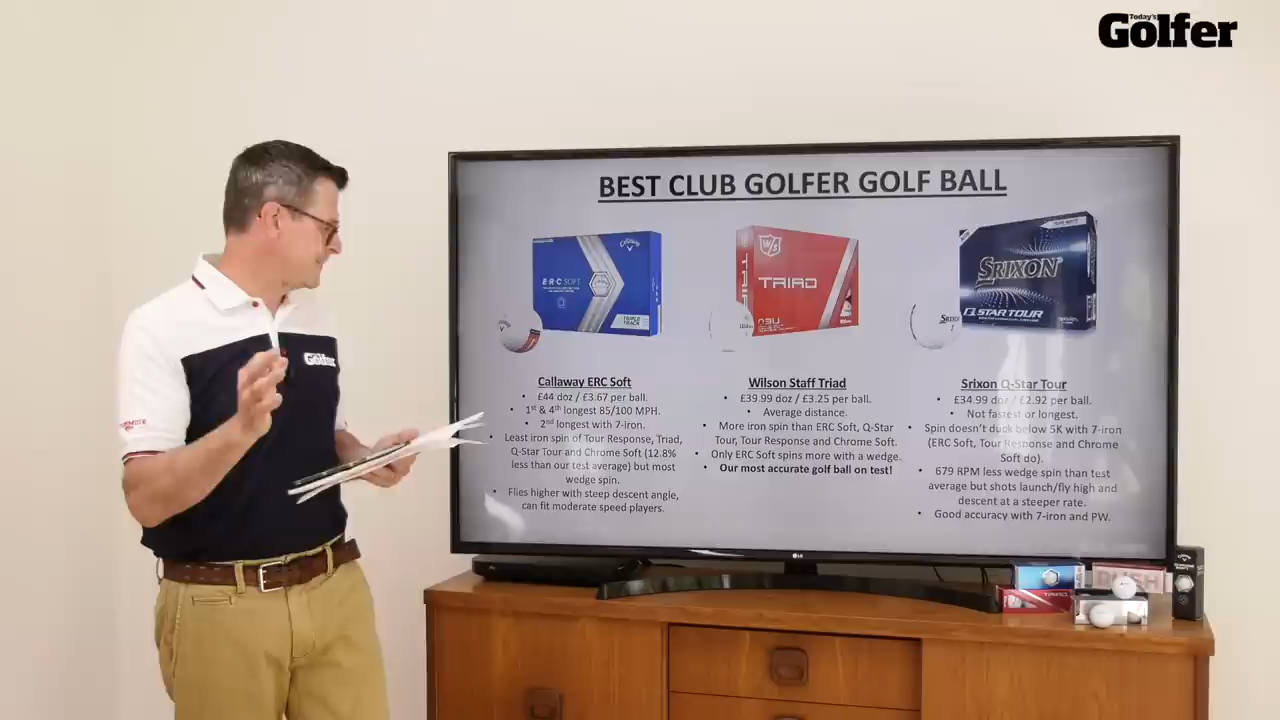 Today's
Golfer
BEST CLUB GOLFER GOLF BALL
Callaway
ERC SOFT
TRIPLE
TRACK
W/S
TRIAD
TRIAD
SRIXON
Q STAR TOUR
SRIXON
Callaway ERC Soft
• £44 doz / £3.67 per ball.
• 1st & 4th longest 85/100 MPH.
• 2nd longest with 7-iron.
• Least iron spin of Tour Response, Triad,
Q-Star Tour and Chrome Soft (12.8%
less than our test average) but most
wedge spin.
• Flies higher with steep descent angle,
can fit moderate speed players.
Wilson Staff Triad
• £39.99 doz / £3.25 per ball.
• Average distance.
• More iron spin than ERC Soft, Q-Star
Tour, Tour Response and Chrome Soft.
• Only ERC Soft spins more with a wedge.
• Our most accurate golf ball on test!
Srixon Q-Star Tour
• £34.99 doz / £2.92 per ball.
• Not fastest or longest.
• Spin doesn't duck below 5K with 7-iron
(ERC Soft, Tour Response and Chrome
Soft do).
• 679 RPM less wedge spin than test
average but shots launch/fly high and
descent at a steeper rate.
• Good accuracy with 7-iron and PW.
Golfer
LG
TRIAD
Callaway